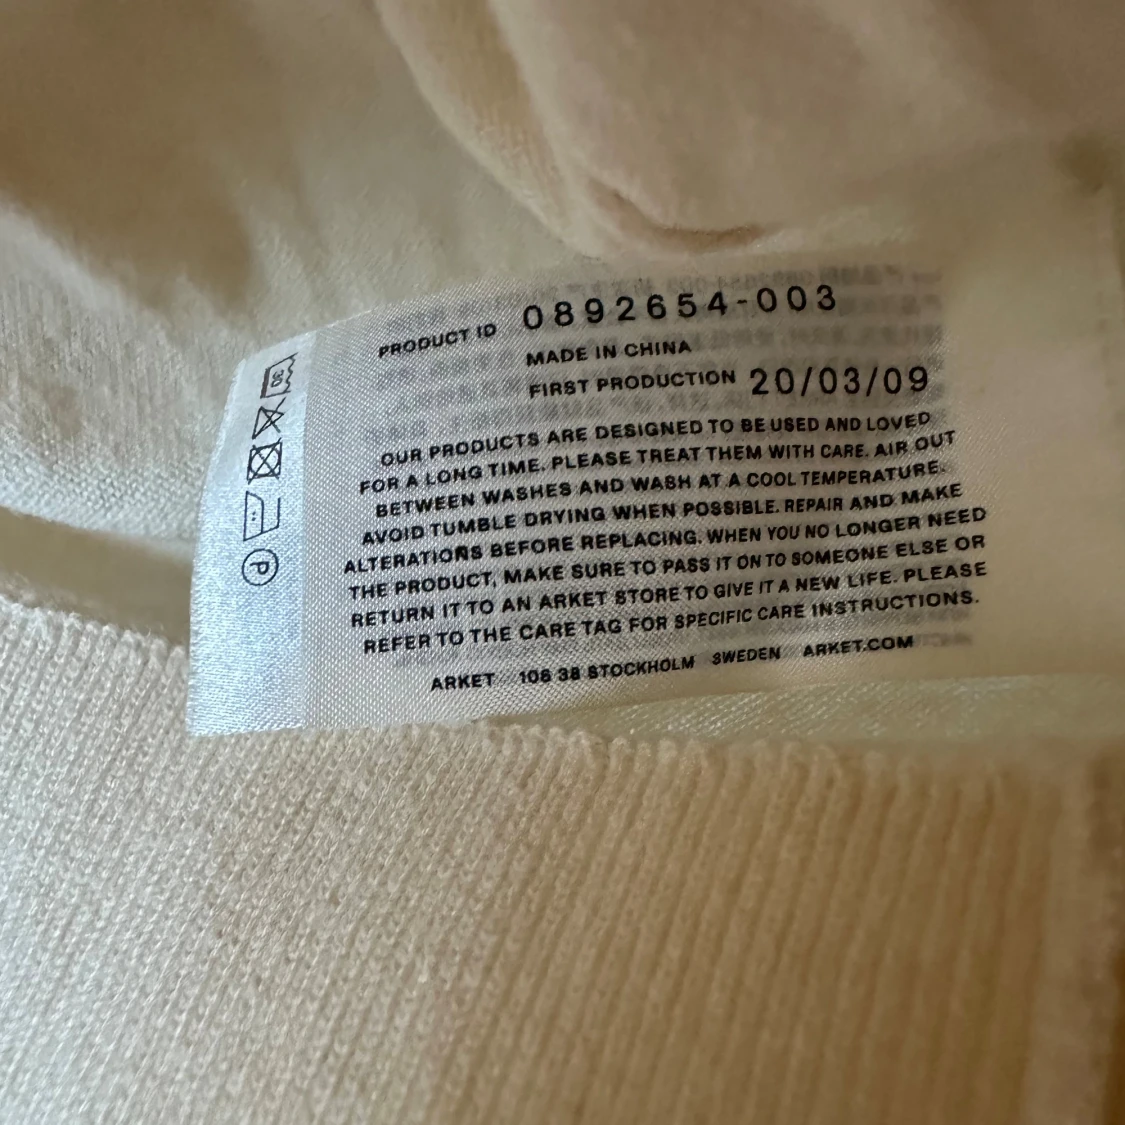 PRODUCT ID 0892654-003
MADE IN CHINA
FIRST PRODUCTION 20/03/09
OUR PRODUCTS ARE DESIGNED TO BE USED AND LOVED
FOR A LONG TIME. PLEASE TREAT THEM WITH CARE. AIR OUT
BETWEEN WASHES AND WASH AT A COOL TEMPERATURE.
AVOID TUMBLE DRYING WHEN POSSIBLE. REPAIR AND MAKE
ALTERATIONS BEFORE REPLACING. WHEN YOU NO LONGER NEED
THE PRODUCT, MAKE SURE TO PASS IT ON TO SOMEONE ELSE OR
RETURN IT TO AN ARKET STORE TO GIVE IT A NEW LIFE. PLEASE
REFER TO THE CARE TAG FOR SPECIFIC CARE INSTRUCTIONS.
ARKET 106 38 STOCKHOLM SWEDEN ARKET.COM
30
P